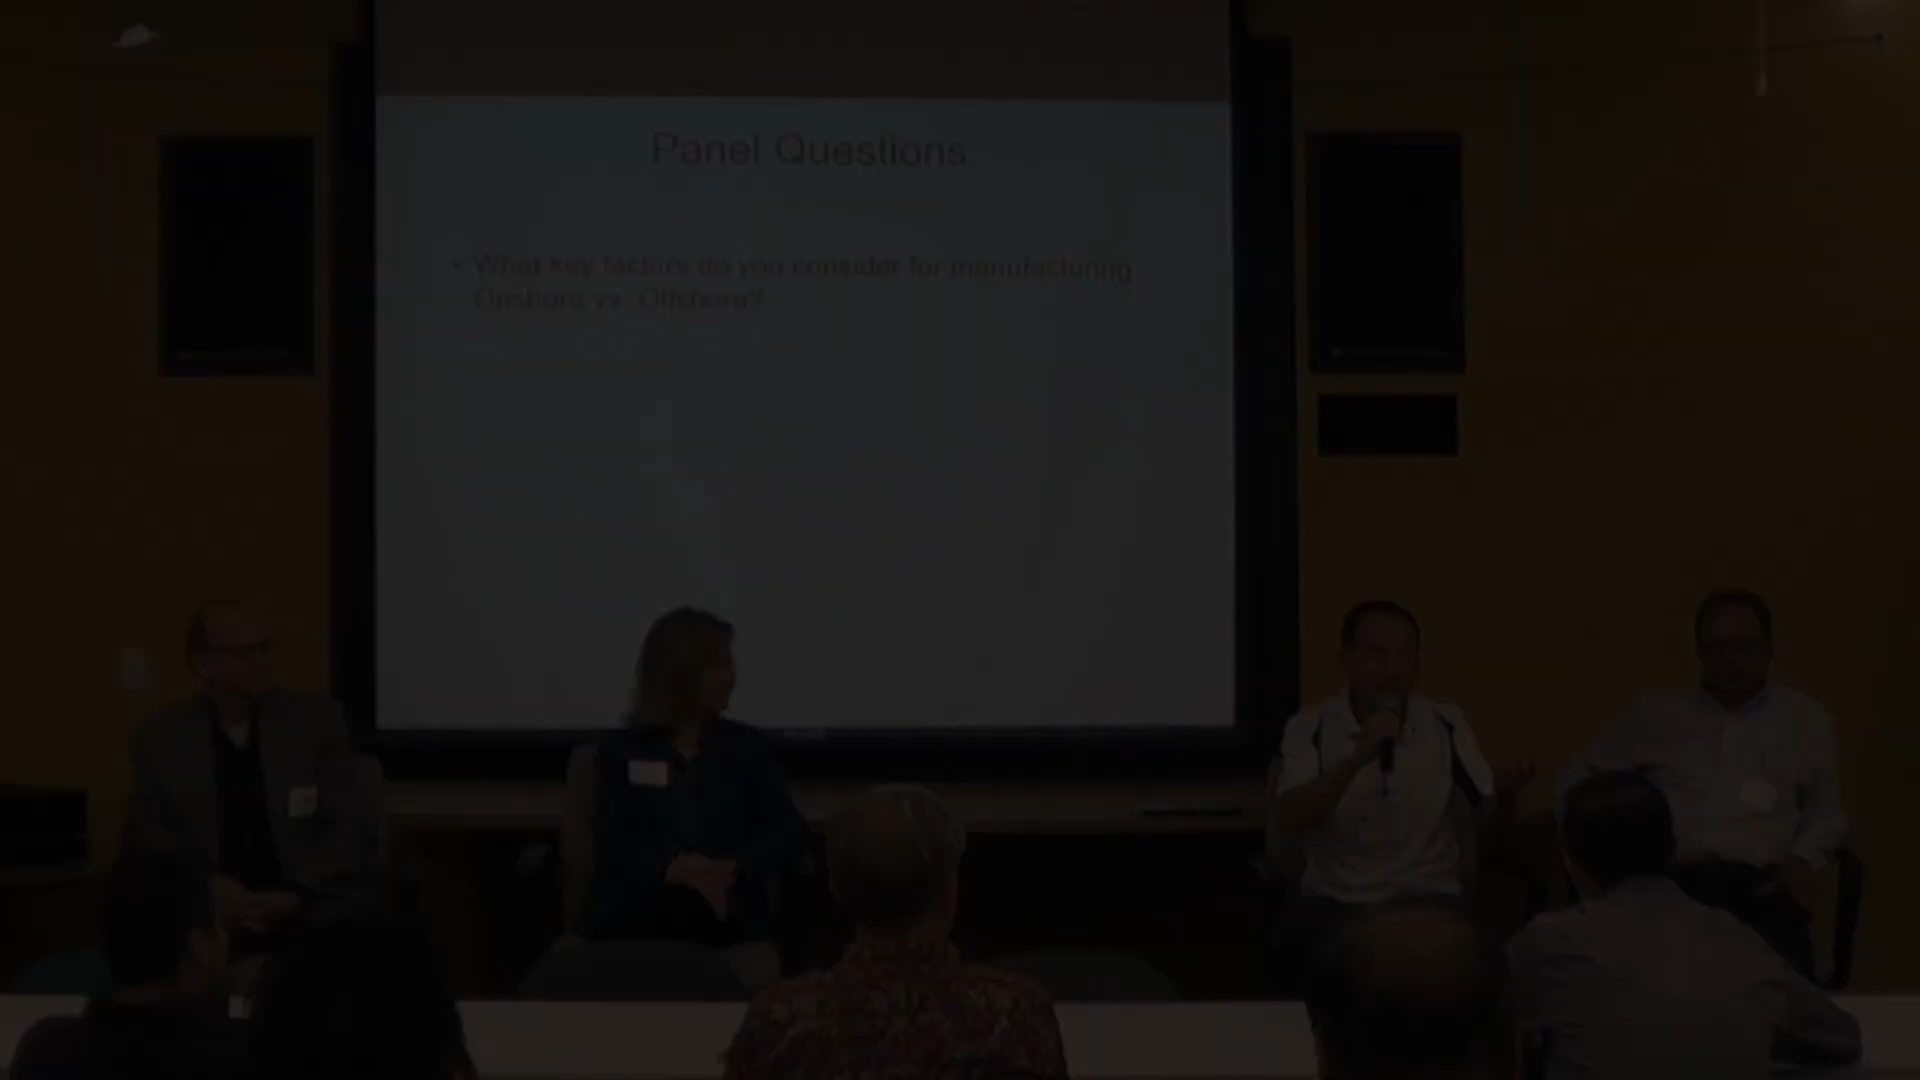 Panel Questions
• What key factors do you consider for manufacturing
Onshore vs. Offshore?